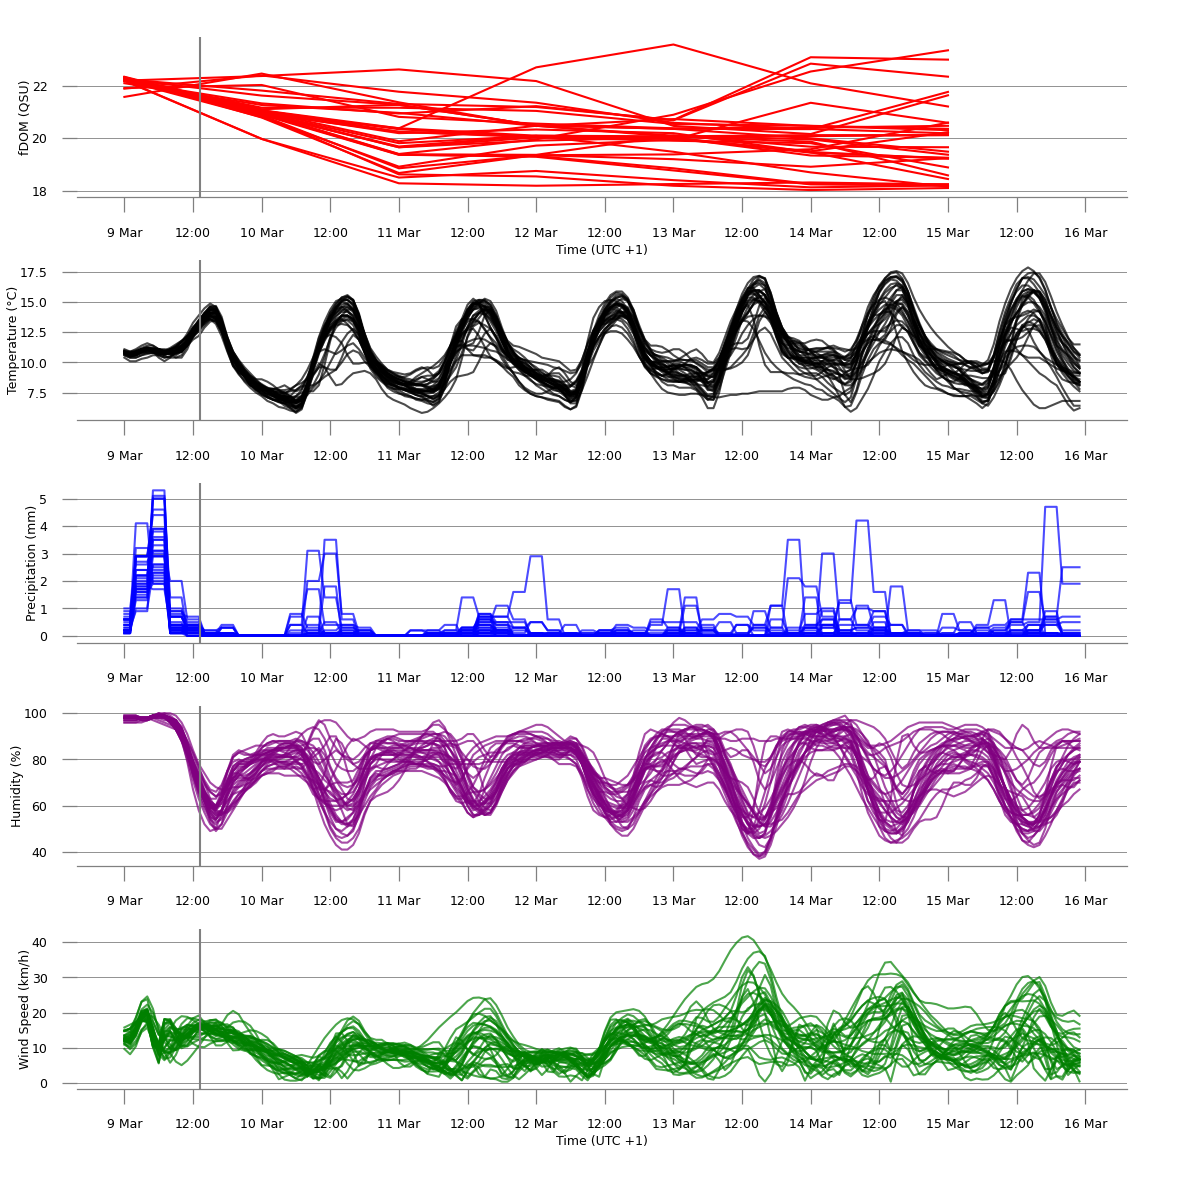 fDOM (QSU)
22
20
18
9 Mar 12:00 10 Mar 12:00 11 Mar 12:00 12 Mar 12:00 13 Mar 12:00 14 Mar 12:00 15 Mar 12:00 16 Mar
Time (UTC +1)
Temperature (°C)
17.5
15.0
12.5
10.0
7.5
9 Mar 12:00 10 Mar 12:00 11 Mar 12:00 12 Mar 12:00 13 Mar 12:00 14 Mar 12:00 15 Mar 12:00 16 Mar
Precipitation (mm)
5
4
3
2
1
0
9 Mar 12:00 10 Mar 12:00 11 Mar 12:00 12 Mar 12:00 13 Mar 12:00 14 Mar 12:00 15 Mar 12:00 16 Mar
Humidity (%)
100
80
60
40
9 Mar 12:00 10 Mar 12:00 11 Mar 12:00 12 Mar 12:00 13 Mar 12:00 14 Mar 12:00 15 Mar 12:00 16 Mar
Wind Speed (km/h)
40
30
20
10
0
9 Mar 12:00 10 Mar 12:00 11 Mar 12:00 12 Mar 12:00 13 Mar 12:00 14 Mar 12:00 15 Mar 12:00 16 Mar
Time (UTC +1)